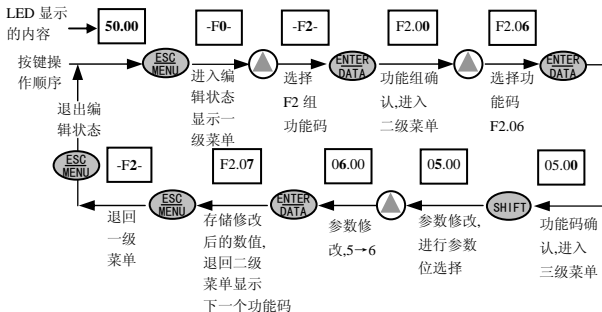 LED 显示
的内容
50.00
-F0-
-F2-
F2.00
F2.06
按键操
作顺序
ESC
MENU
进入编
辑状态
显示一
级菜单
选择
F2 组
功能码
ENTER
DATA
功能组确
认,进入
二级菜单
选择功
能码
F2.06
ENTER
DATA
退出编
辑状态
ESC
MENU
-F2-
F2.07
06.00
05.00
05.00
退回
一级
菜单
ESC
MENU
存储修改
后的数值,
退回二级
菜单显示
下一个功能码
ENTER
DATA
参数修
改,5→6
参数修改,
进行参数
位选择
SHIFT
功能码确
认,进入
三级菜单